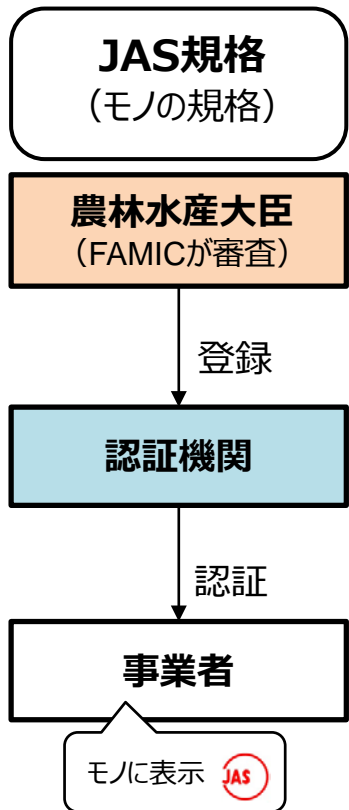 JAS規格
（モノの規格）
農林水産大臣
（FAMICが審査）
登録
認証機関
認証
事業者
モノに表示 JAS